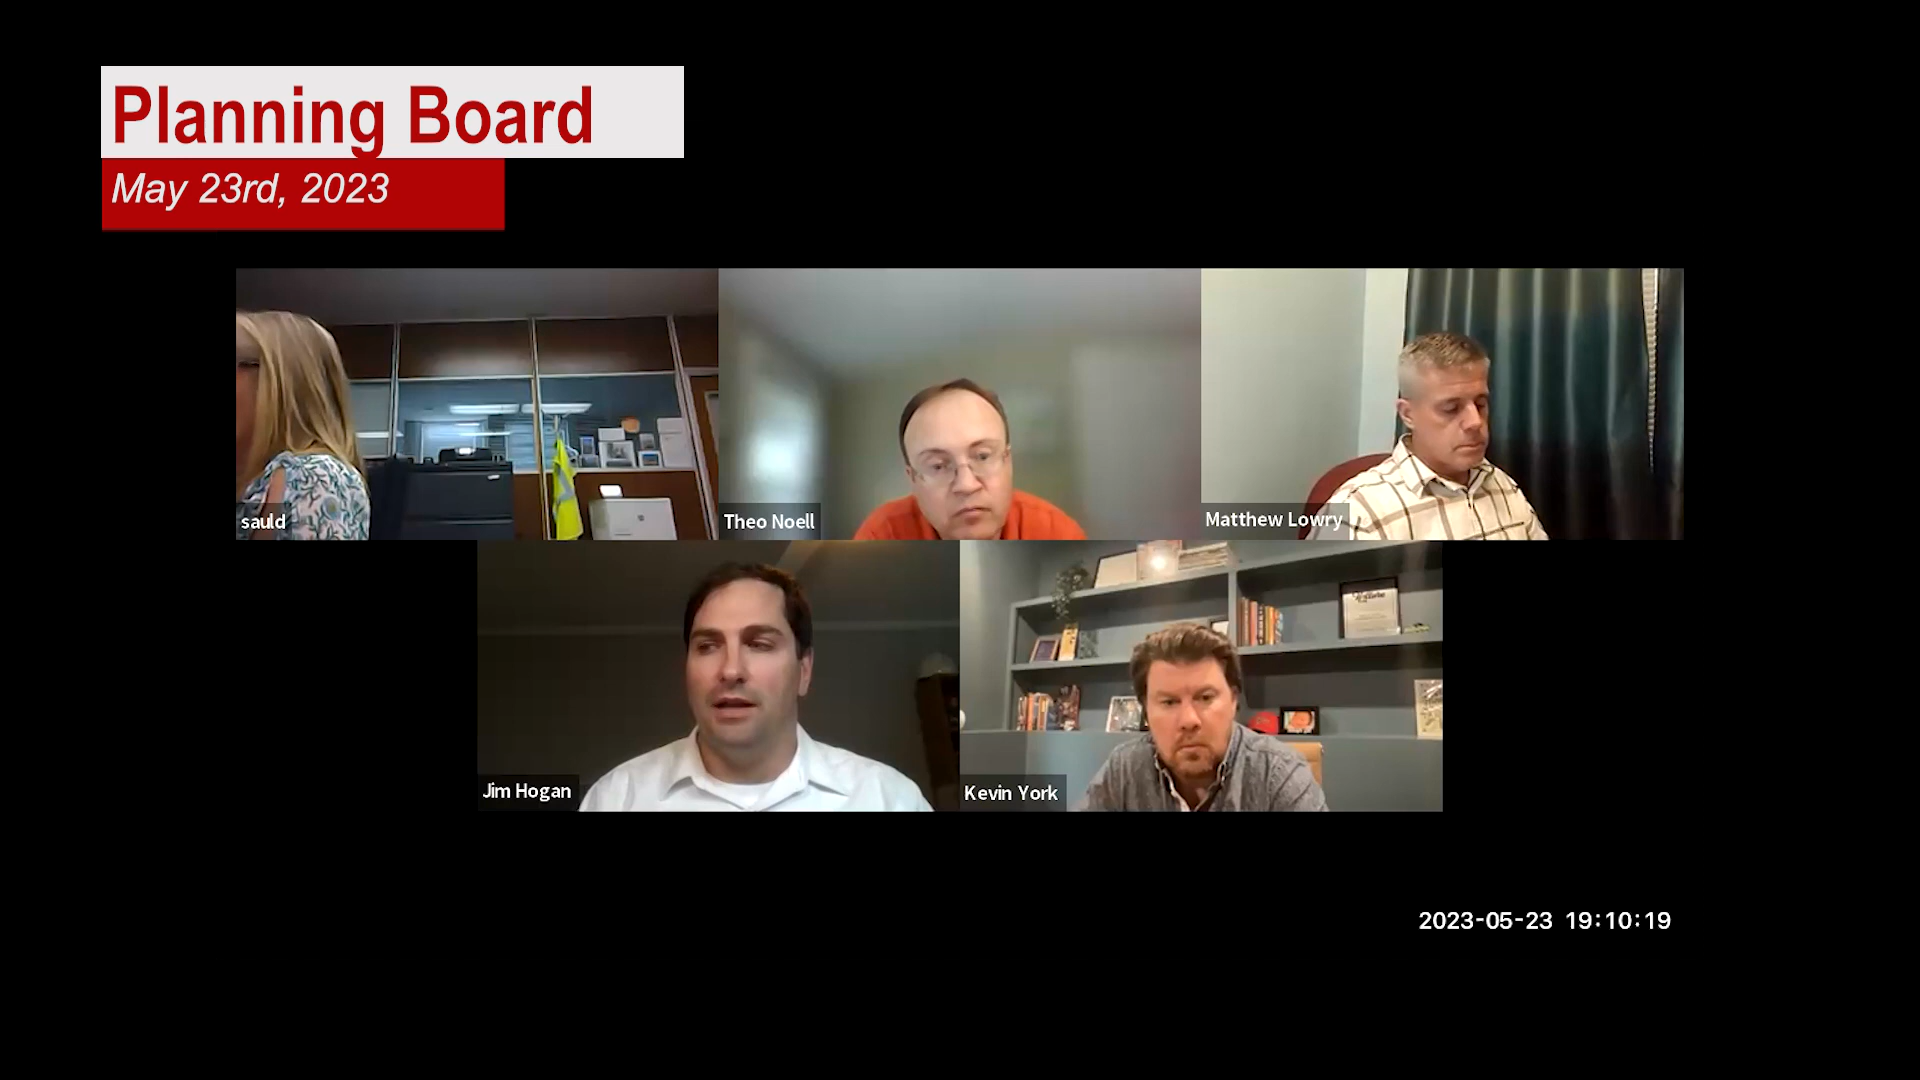 Planning Board
May 23rd, 2023
sauld
Theo Noell
Matthew Lowry
Jim Hogan
Kevin York
2023-05-23 19:10:19